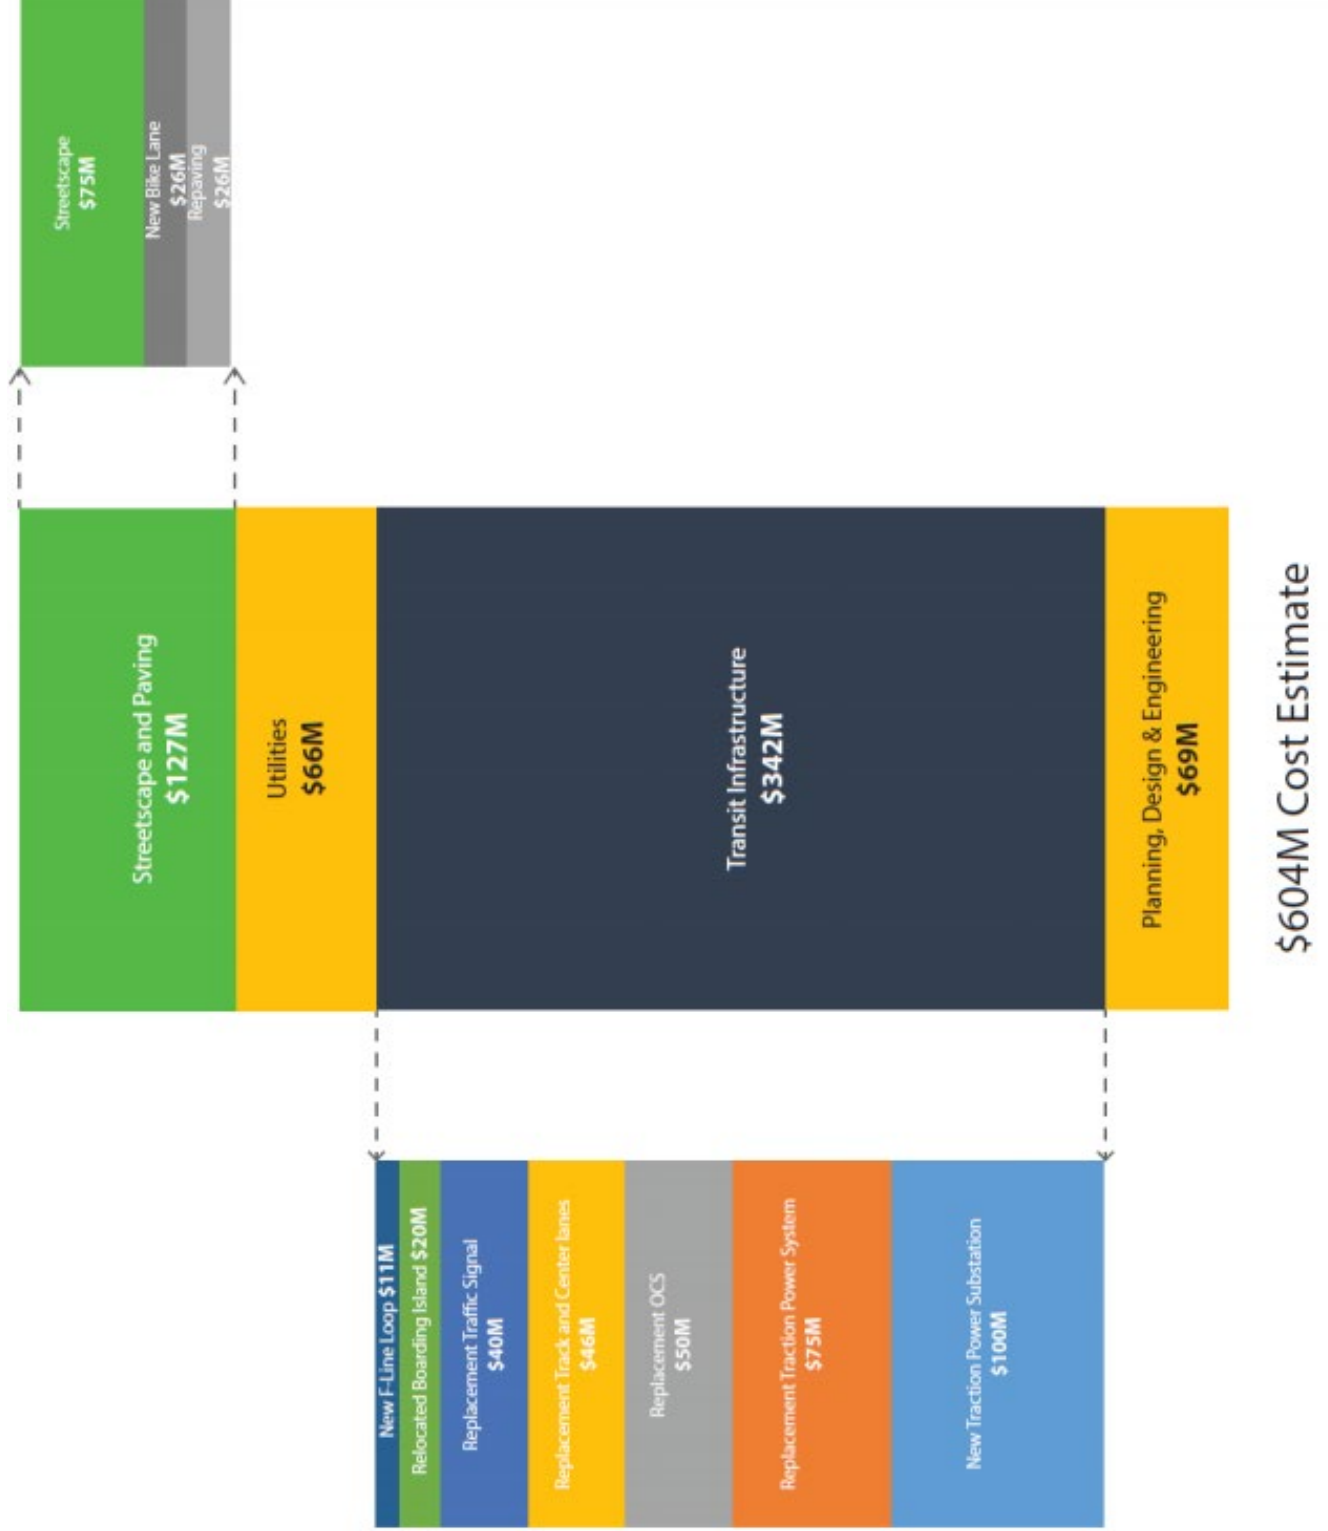 Streetscape
$75M
New Bike Lane
$26M
Repaving
$26M
Streetscape and Paving
$127M
Utilities
$66M
Transit Infrastructure
$342M
Planning, Design & Engineering
$69M
New F-Line Loop $11M
Relocated Boarding Island $20M
Replacement Traffic Signal
$40M
Replacement Track and Center lanes
$46M
Replacement OCS
$50M
Replacement Traction Power System
$75M
New Traction Power Substation
$100M
$604M Cost Estimate